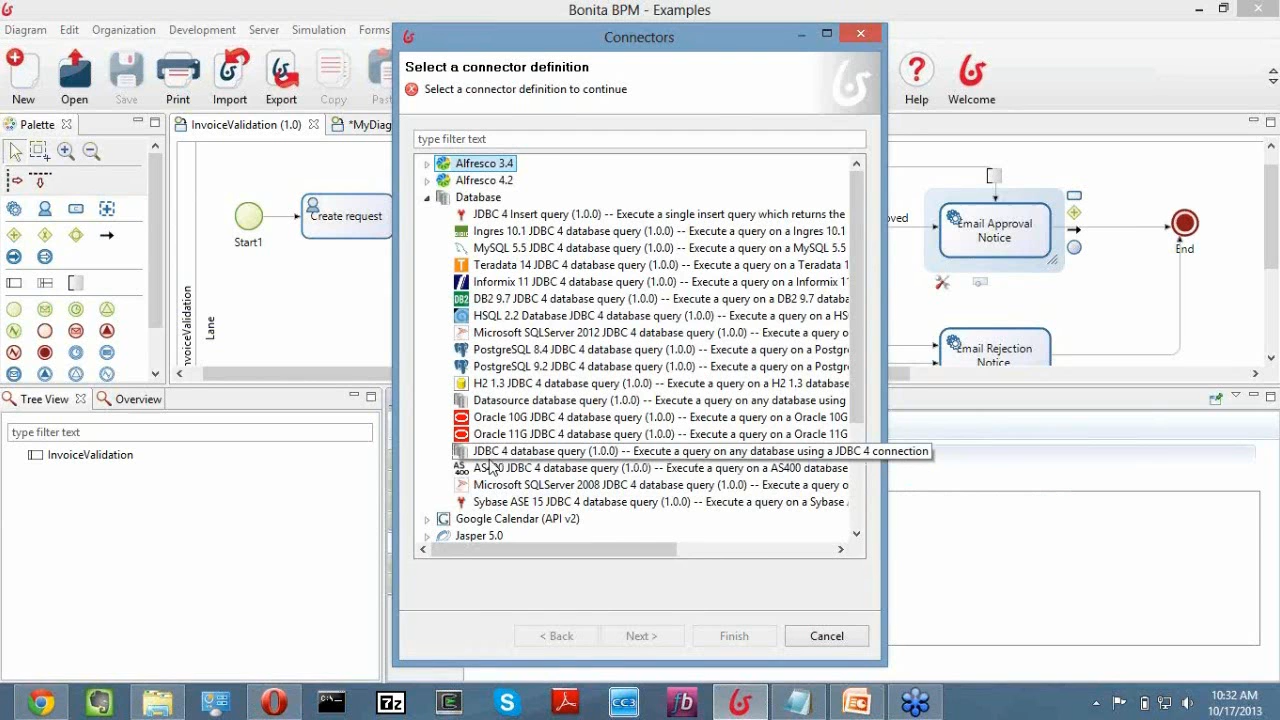 Bonita BPM - Examples
Diagram Edit Organization Development Server Simulation Forms
New Open Save Print Import Export Copy Help Welcome
Connectors
Select a connector definition
Select a connector definition to continue
type filter text
Alfresco 3.4
Alfresco 4.2
Database
JDBC 4 Insert query (1.0.0) -- Execute a single insert query which returns the
Ingres 10.1 JDBC 4 database query (1.0.0) -- Execute a query on a Ingres 10.1
MySQL 5.5 JDBC 4 database query (1.0.0) -- Execute a query on a MySQL 5.5
Teradata 14 JDBC 4 database query (1.0.0) -- Execute a query on a Teradata 1
Informix 11 JDBC 4 database query (1.0.0) -- Execute a query on a Informix 1
DB2 9.7 JDBC 4 database query (1.0.0) -- Execute a query on a DB2 9.7 databas
HSQL 2.2 Database JDBC 4 database query (1.0.0) -- Execute a query on a HS
Microsoft SQLServer 2012 JDBC 4 database query (1.0.0) -- Execute a query o
PostgreSQL 8.4 JDBC 4 database query (1.0.0) -- Execute a query on a Postgr
PostgreSQL 9.2 JDBC 4 database query (1.0.0) -- Execute a query on a Postgr
H2 1.3 JDBC 4 database query (1.0.0) -- Execute a query on a H2 1.3 databas
Datasource database query (1.0.0) -- Execute a query on any database using
Oracle 10G JDBC 4 database query (1.0.0) -- Execute a query on a Oracle 10G
Oracle 11G JDBC 4 database query (1.0.0) -- Execute a query on a Oracle 11G
JDBC 4 database query (1.0.0) -- Execute a query on any database using a JDBC 4 connection
AS400 JDBC 4 database query (1.0.0) -- Execute a query on a AS400 database
Microsoft SQLServer 2008 JDBC 4 database query (1.0.0) -- Execute a query o
Sybase ASE 15 JDBC 4 database query (1.0.0) -- Execute a query on a Sybase
Google Calendar (API v2)
Jasper 5.0
< Back Next > Finish Cancel
Palette
InvoiceValidation (1.0) *MyDiag
InvoiceValidation
Lane
Start1
Create request
Email Approval
Notice
End
Email Rejection
Notice
Tree View Overview
type filter text
InvoiceValidation
10:32 AM
10/17/2013